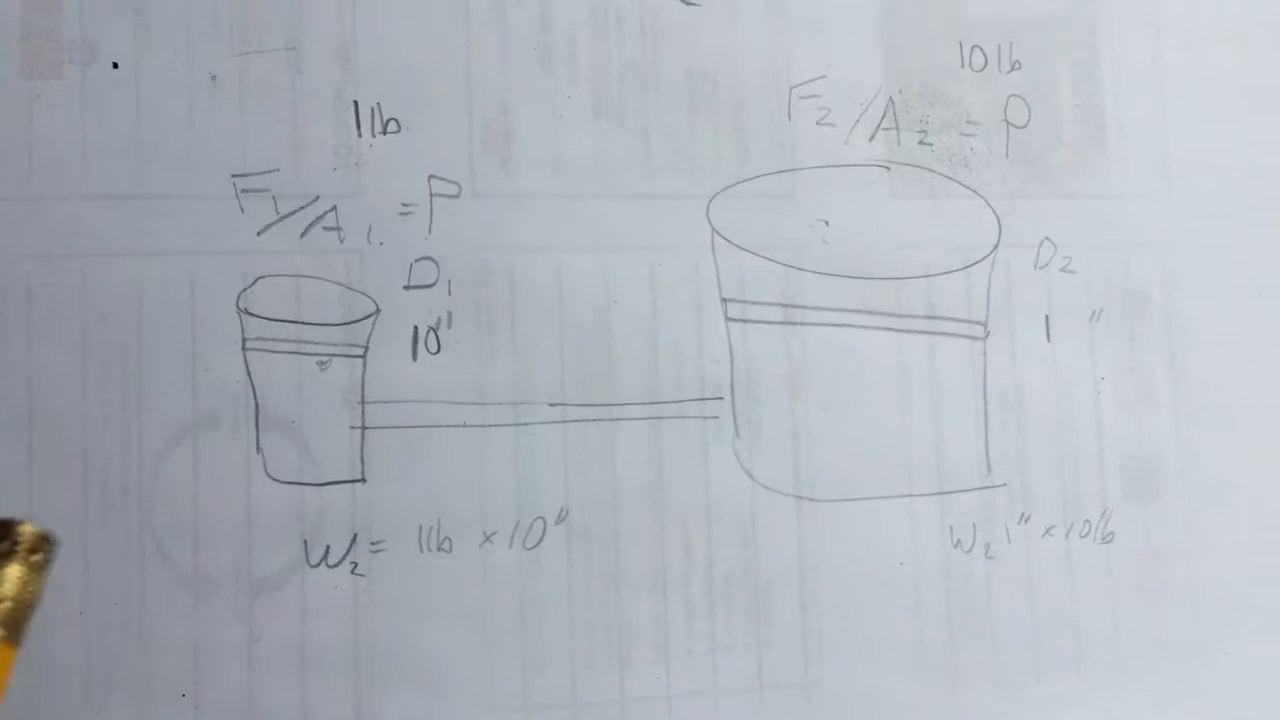 1lb
F1/A1. = P
D1
10"
W2 = 1lb × 10"
10lb
F2/A2 = P
D2
1 "
W2 1" × 10lb